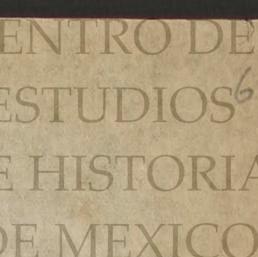 ENTRO DE
ESTUDIOS
6
E HISTORIA
DE MEXICO